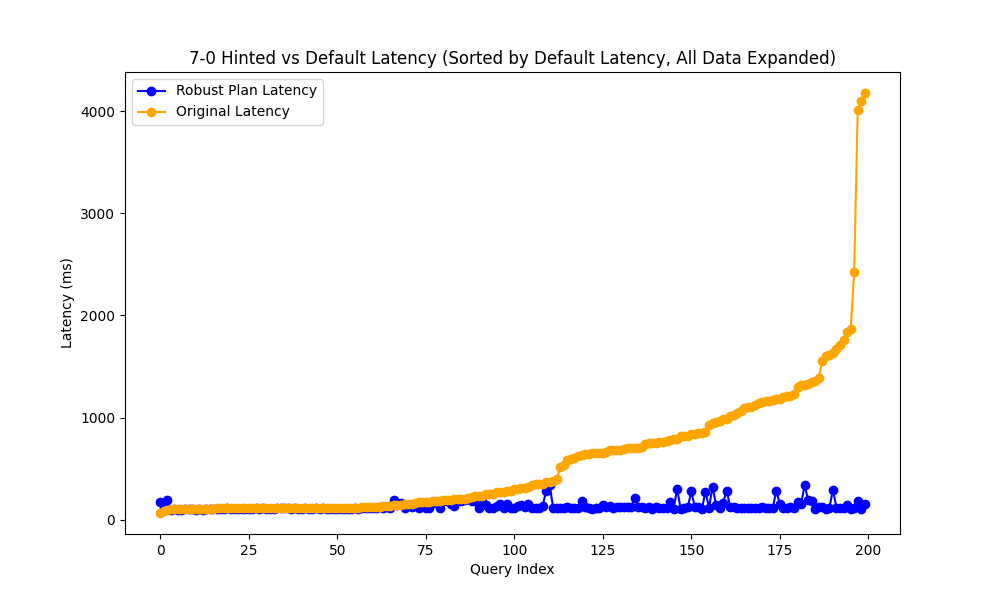 7-0 Hinted vs Default Latency (Sorted by Default Latency, All Data Expanded)
Robust Plan Latency
Original Latency
Latency (ms)
4000
3000
2000
1000
0
0 25 50 75 100 125 150 175 200
Query Index